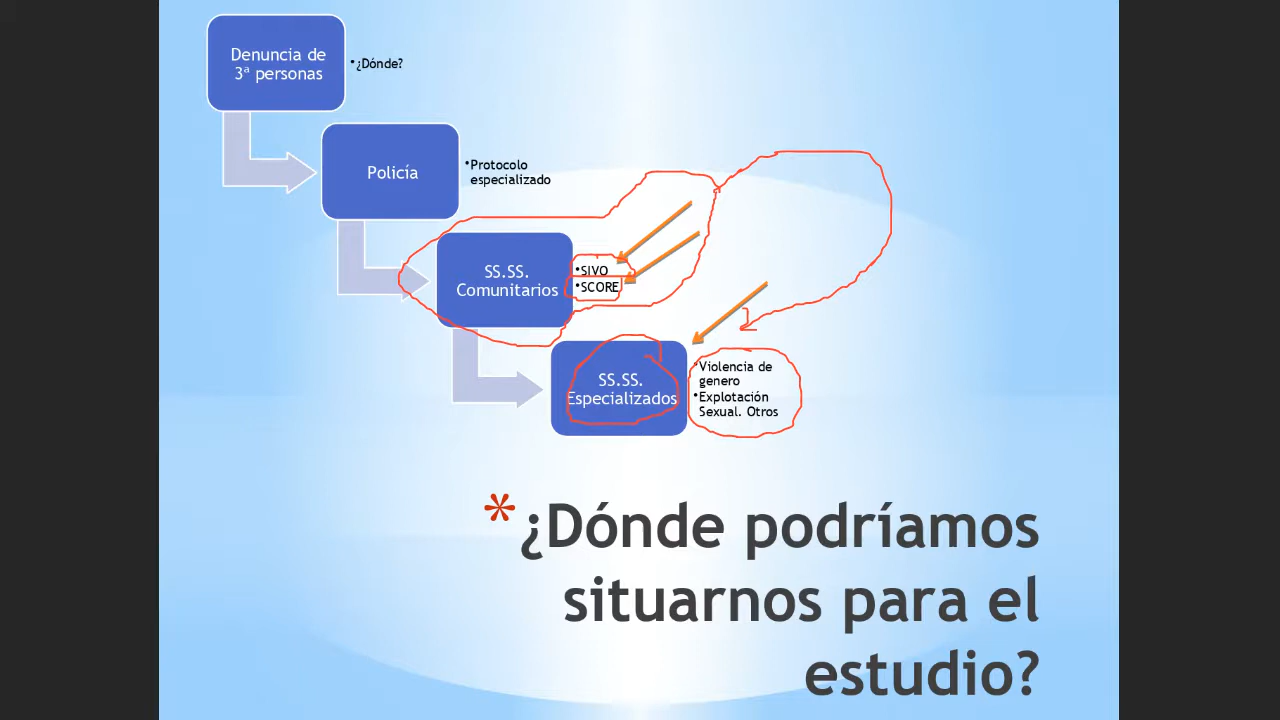 Denuncia de
3ª personas
•¿Dónde?
Policía
•Protocolo
especializado
SS.SS.
Comunitarios
•SIVO
•SCORE
SS.SS.
Especializados
•Violencia de
genero
•Explotación
Sexual. Otros
*¿Dónde podríamos
situarnos para el
estudio?